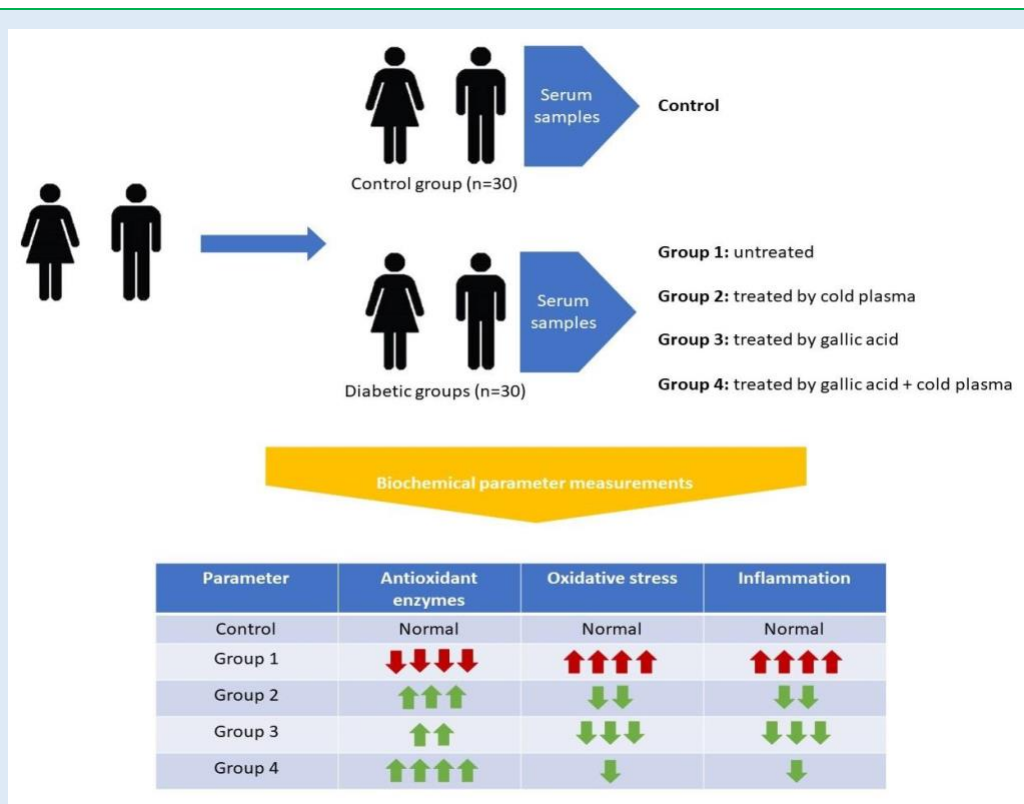 Serum
samples
Control
Control group (n=30)
Serum
samples
Group 1: untreated
Group 2: treated by cold plasma
Group 3: treated by gallic acid
Group 4: treated by gallic acid + cold plasma
Diabetic groups (n=30)
Biochemical parameter measurements
Parameter Antioxidant enzymes Oxidative stress Inflammation
Control Normal Normal Normal
Group 1
Group 2
Group 3
Group 4